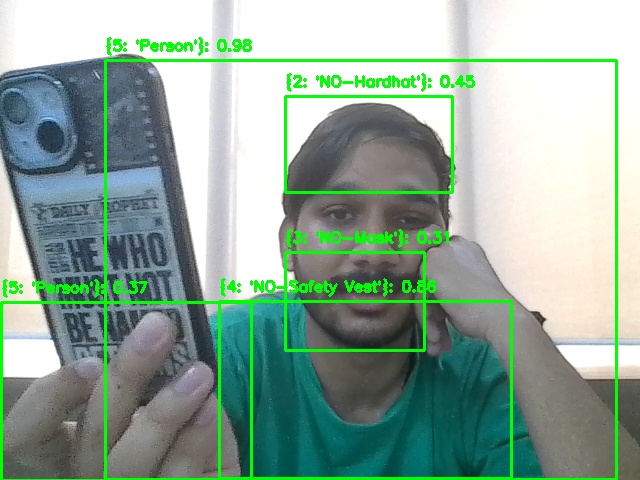 {5: 'Person'}: 0.98
{2: 'NO-Hardhat'}: 0.45
DAILY PROPHET
HE WHO
NOT
{3: 'NO-Mask'}: 0.31
{5: 'Person'}: 0.37
{4: 'NO-Safety Vest'}: 0.86
BE NAMED